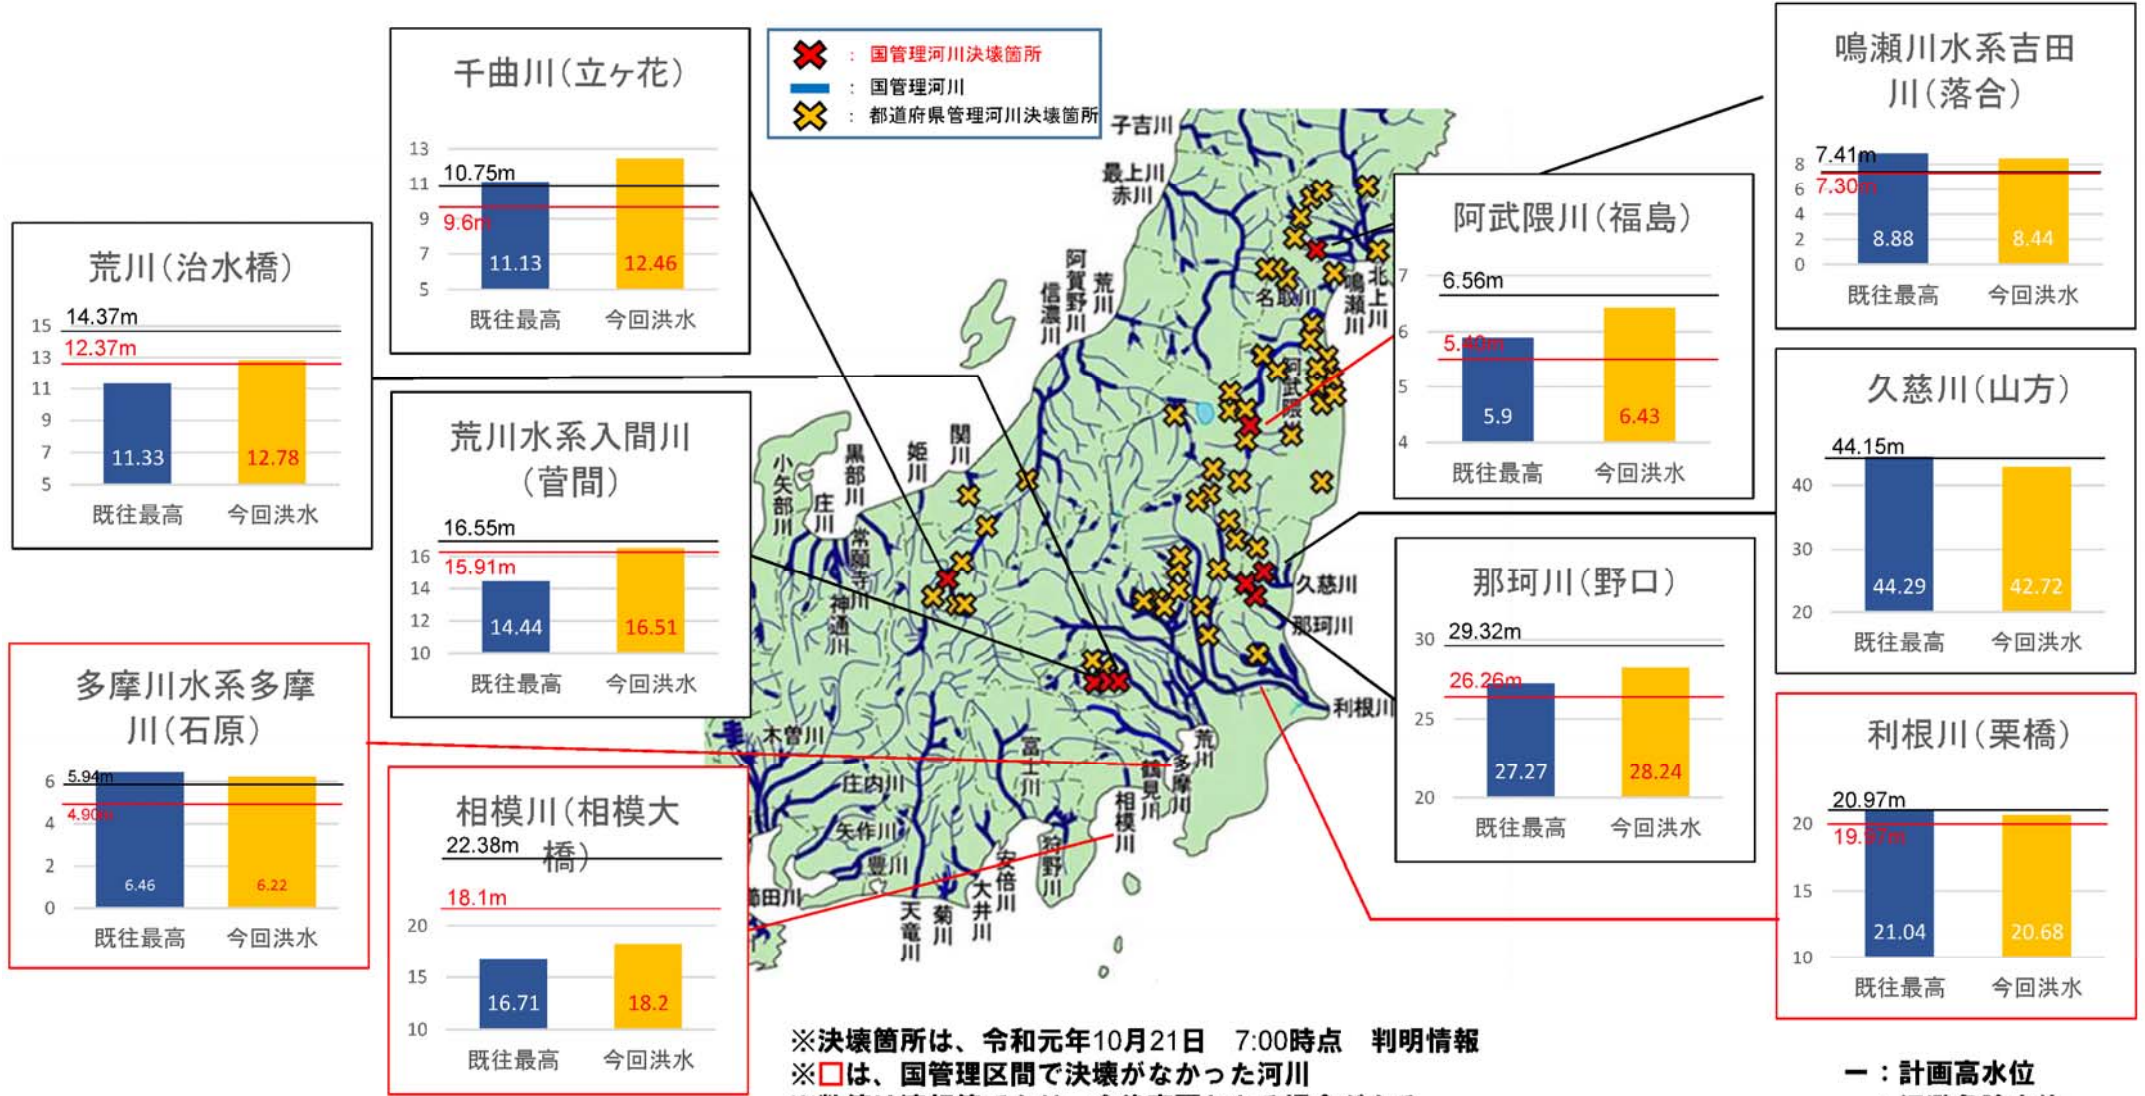 千曲川（立ヶ花）
13
11
9
7
5
10.75m
9.6m
11.13
12.46
既往最高
今回洪水
：国管理河川決壊箇所
：国管理河川
：都道府県管理河川決壊箇所
鳴瀬川水系吉田
川（落合）
8
6
4
2
0
7.41m
7.30m
8.88
8.44
既往最高
今回洪水
荒川（治水橋）
15
13
11
9
7
5
14.37m
12.37m
11.33
12.78
既往最高
今回洪水
阿武隈川（福島）
7
6
5
4
6.56m
5.40m
5.9
6.43
既往最高
今回洪水
荒川水系入間川
（菅間）
16
14
12
10
16.55m
15.91m
14.44
16.51
既往最高
今回洪水
久慈川（山方）
40
30
20
44.15m
44.29
42.72
既往最高
今回洪水
那珂川（野口）
30
25
20
29.32m
26.26m
27.27
28.24
既往最高
今回洪水
多摩川水系多摩
川（石原）
6
4
2
0
5.94m
4.90m
6.46
6.22
既往最高
今回洪水
相模川（相模大
橋）
20
15
10
22.38m
18.1m
16.71
18.2
既往最高
今回洪水
利根川（栗橋）
20
15
10
20.97m
19.97m
21.04
20.68
既往最高
今回洪水
子吉川
最上川
赤川
荒川
阿賀野川
信濃川
名取川
鳴瀬川
北上川
阿武隈川
関川
姫川
黒部川
小矢部川
庄川
常願寺川
神通川
久慈川
那珂川
利根川
荒川
多摩川
鶴見川
相模川
富士川
狩野川
安倍川
大井川
菊川
天竜川
豊川
矢作川
庄内川
木曽川
櫛田川
※決壊箇所は、令和元年10月21日　7:00時点　判明情報
※□は、国管理区間で決壊がなかった河川
ー：計画高水位